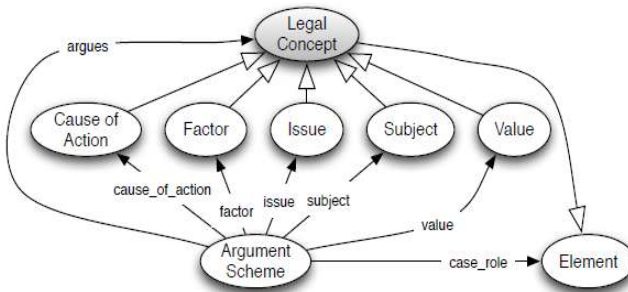 Legal
Concept
argues
Cause of
Action
Factor
Issue
Subject
Value
cause_of_action
factor
issue
subject
value
Argument
Scheme
case_role
Element